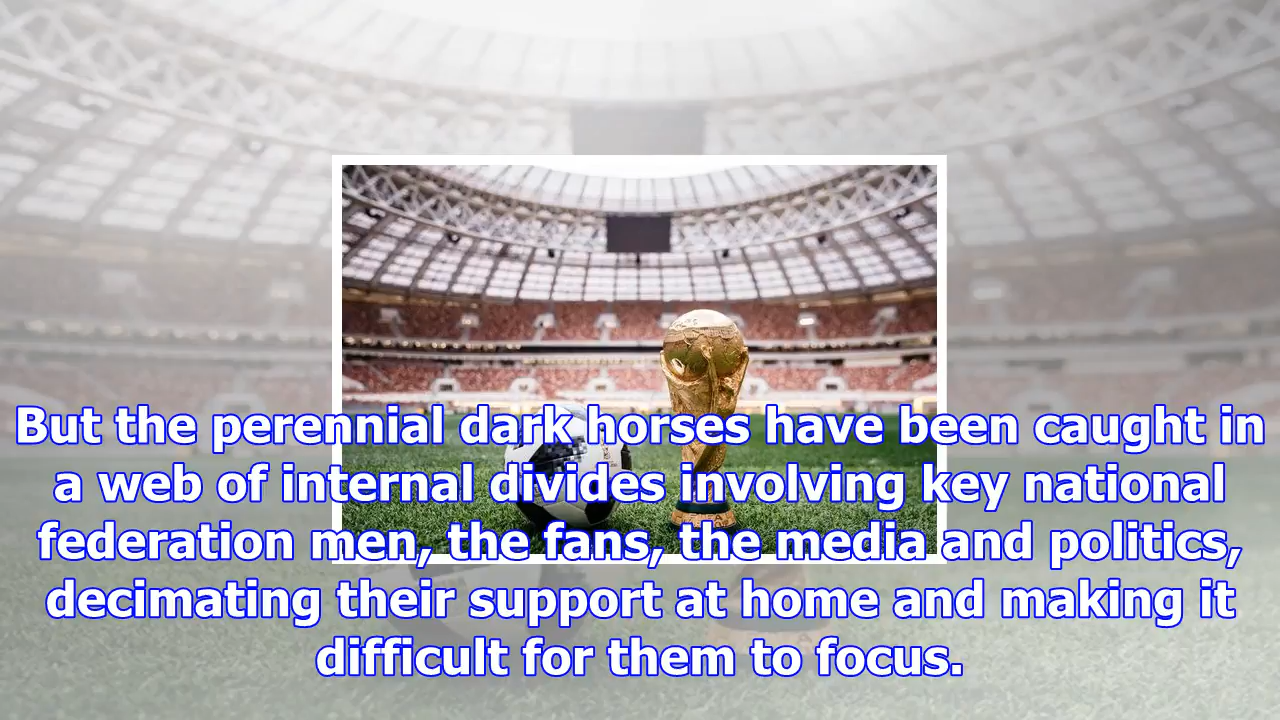 But the perennial dark horses have been caught in
a web of internal divides involving key national
federation men, the fans, the media and politics,
decimating their support at home and making it
difficult for them to focus.